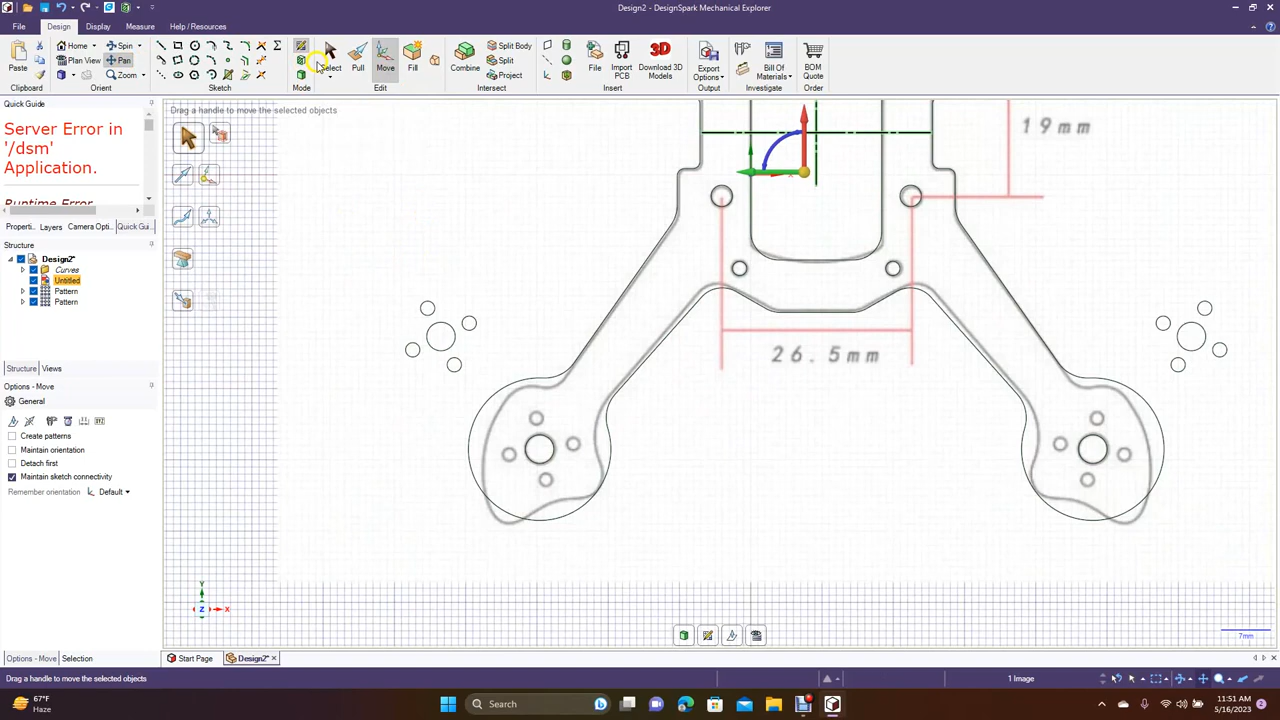 Design2* - DesignSpark Mechanical Explorer
File
Design
Display
Measure
Help / Resources
Paste
Home
Spin
Plan View
Pan
Zoom
Select
Pull
Move
Fill
Combine
Split Body
Split
Project
File
Import PCB
Download 3D Models
Export Options
Bill Of Materials
BOM Quote
Clipboard
Orient
Sketch
Mode
Edit
Intersect
Insert
Output
Investigate
Order
Quick Guide
Server Error in
'/dsm'
Application.
Runtime Error
Properti...
Layers
Camera Opti...
Quick Gui...
Structure
Design2*
Curves
Untitled
Pattern
Pattern
Structure
Views
Options - Move
General
Create patterns
Maintain orientation
Detach first
Maintain sketch connectivity
Remember orientation
Default
Options - Move
Selection
Drag a handle to move the selected objects
19mm
26.5mm
Y
Z
X
7mm
Start Page
Design2*
Drag a handle to move the selected objects
1 Image
67°F
Haze
Search
11:51 AM
5/16/2023